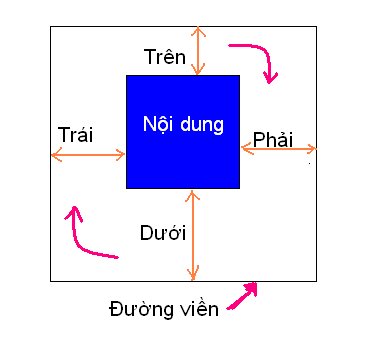 Trên
Nội dung
Trái
Phải
Dưới
Đường viền